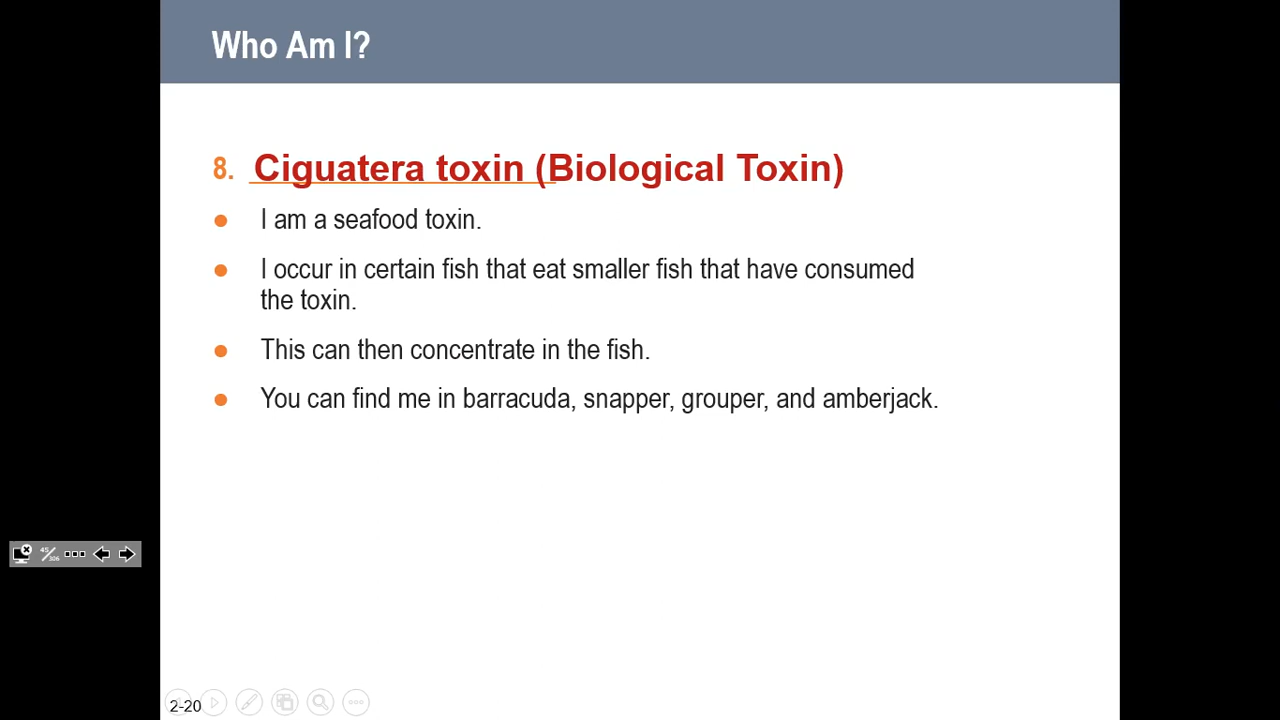 Who Am I?
8. Ciguatera toxin (Biological Toxin)
● I am a seafood toxin.
● I occur in certain fish that eat smaller fish that have consumed
the toxin.
● This can then concentrate in the fish.
● You can find me in barracuda, snapper, grouper, and amberjack.
45/306
2-20